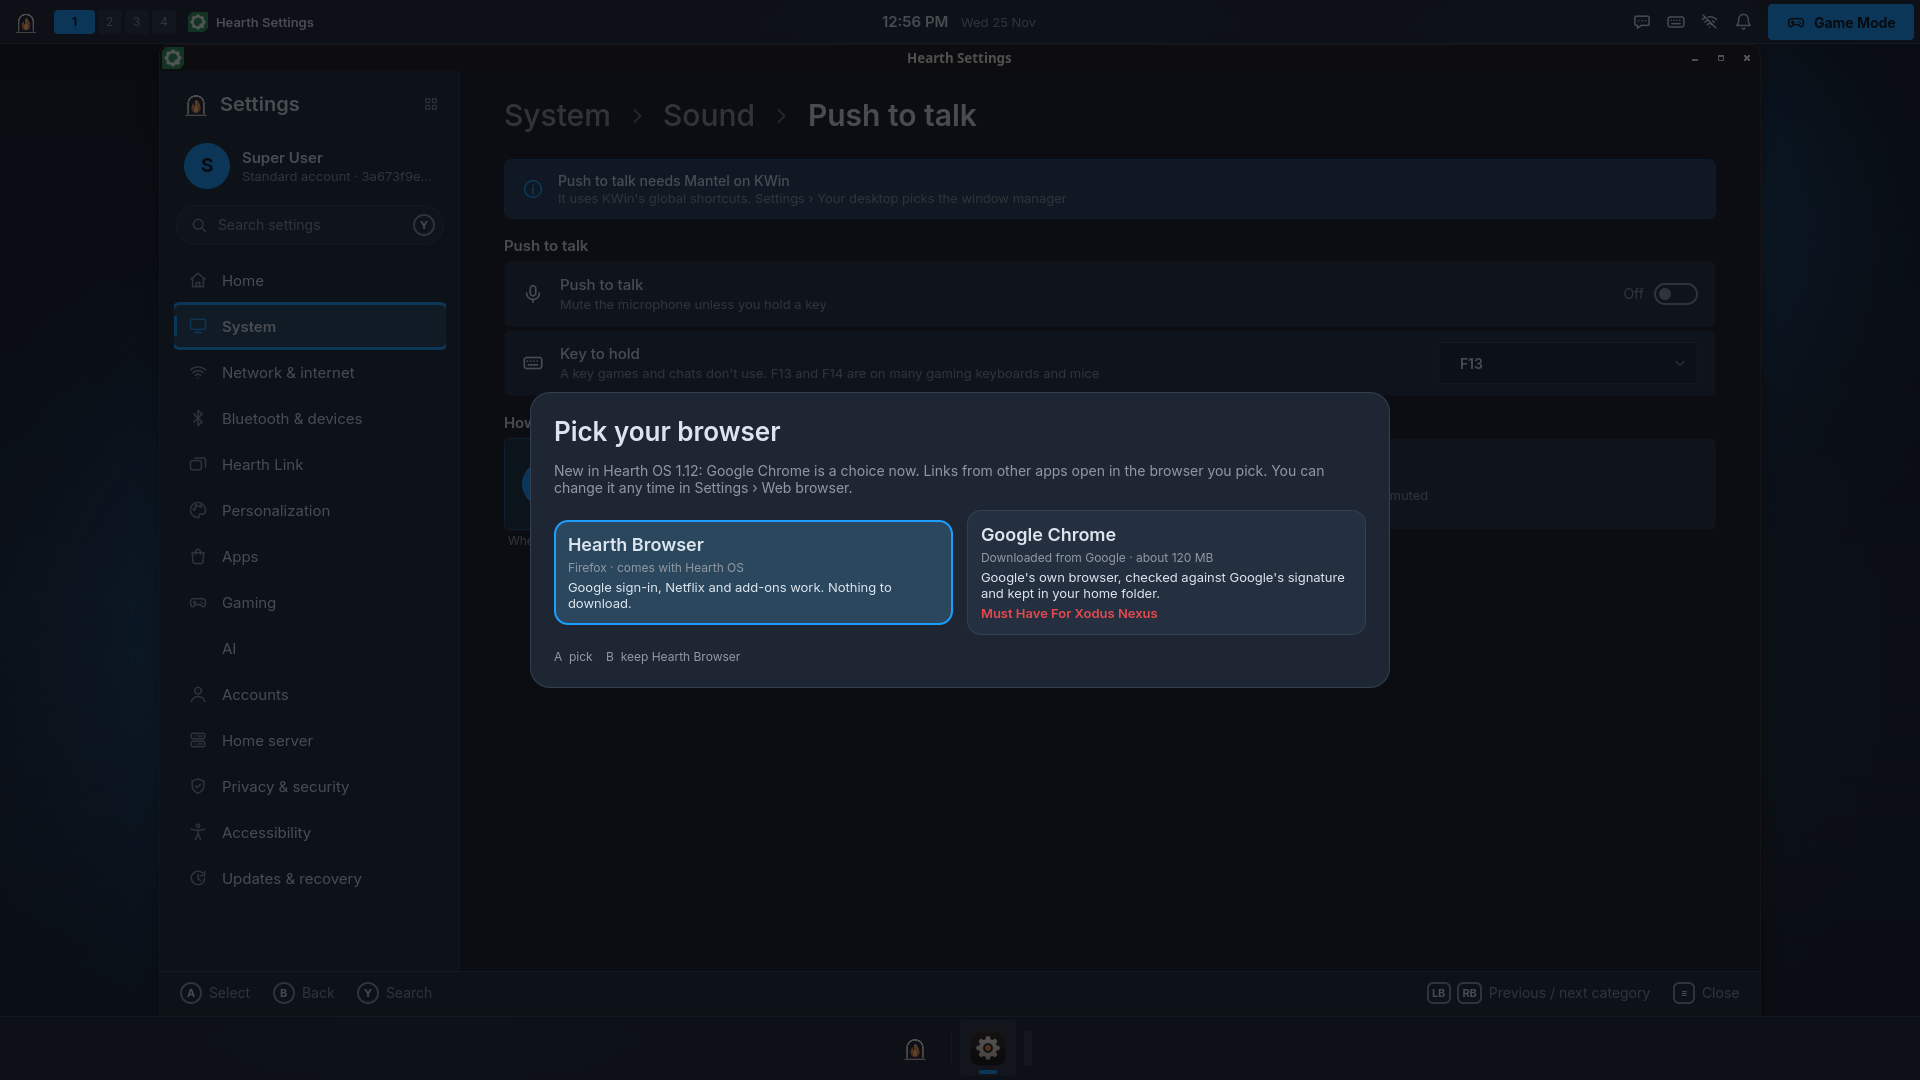 1 2 3 4 Hearth Settings
12:56 PM Wed 25 Nov
Game Mode
Hearth Settings
Settings
S
Super User
Standard account · 3a673f9e...
Search settings Y
Home
System
Network & internet
Bluetooth & devices
Hearth Link
Personalization
Apps
Gaming
AI
Accounts
Home server
Privacy & security
Accessibility
Updates & recovery
System › Sound › Push to talk
Push to talk needs Mantel on KWin
It uses KWin's global shortcuts. Settings › Your desktop picks the window manager
Push to talk
Push to talk
Mute the microphone unless you hold a key
Off
Key to hold
A key games and chats don't use. F13 and F14 are on many gaming keyboards and mice
F13
How
muted
Whe
Pick your browser
New in Hearth OS 1.12: Google Chrome is a choice now. Links from other apps open in the browser you pick. You can
change it any time in Settings › Web browser.
Hearth Browser
Firefox · comes with Hearth OS
Google sign-in, Netflix and add-ons work. Nothing to
download.
Google Chrome
Downloaded from Google · about 120 MB
Google's own browser, checked against Google's signature
and kept in your home folder.
Must Have For Xodus Nexus
A pick B keep Hearth Browser
A Select B Back Y Search
LB RB Previous / next category ≡ Close